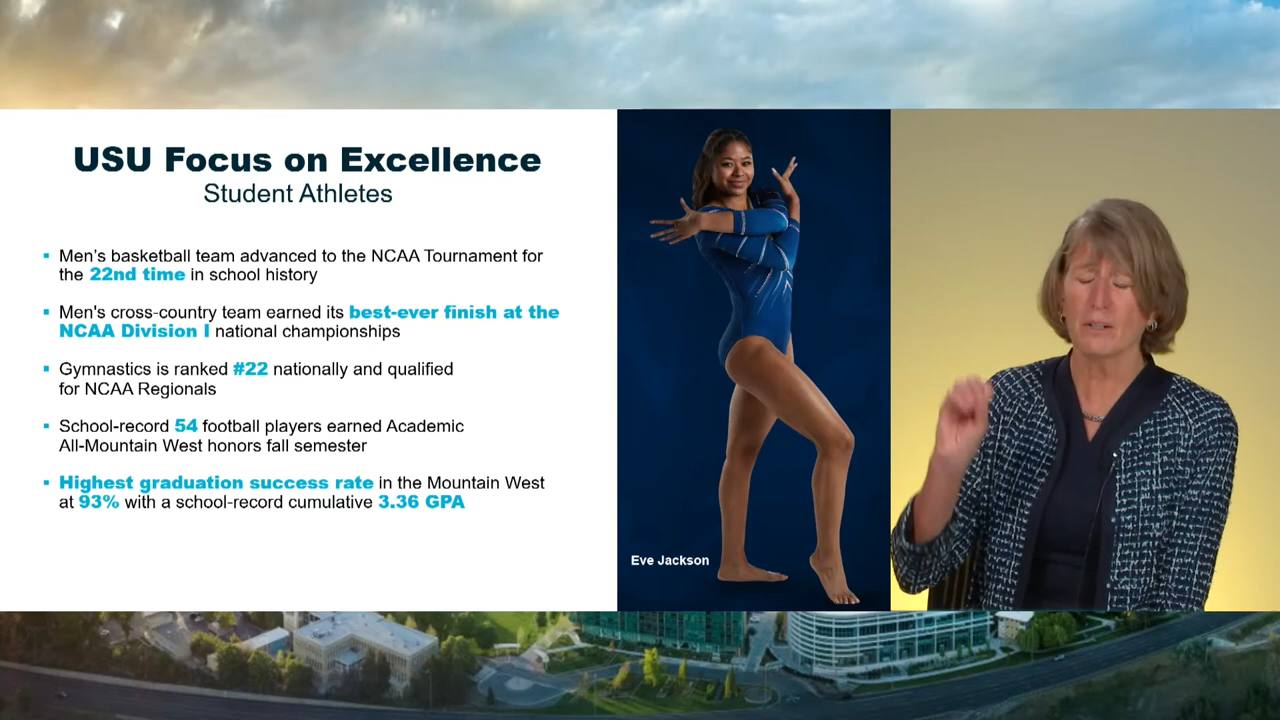 USU Focus on Excellence
Student Athletes
▪ Men’s basketball team advanced to the NCAA Tournament for
the 22nd time in school history
▪ Men's cross-country team earned its best-ever finish at the
NCAA Division I national championships
▪ Gymnastics is ranked #22 nationally and qualified
for NCAA Regionals
▪ School-record 54 football players earned Academic
All-Mountain West honors fall semester
▪ Highest graduation success rate in the Mountain West
at 93% with a school-record cumulative 3.36 GPA
Eve Jackson